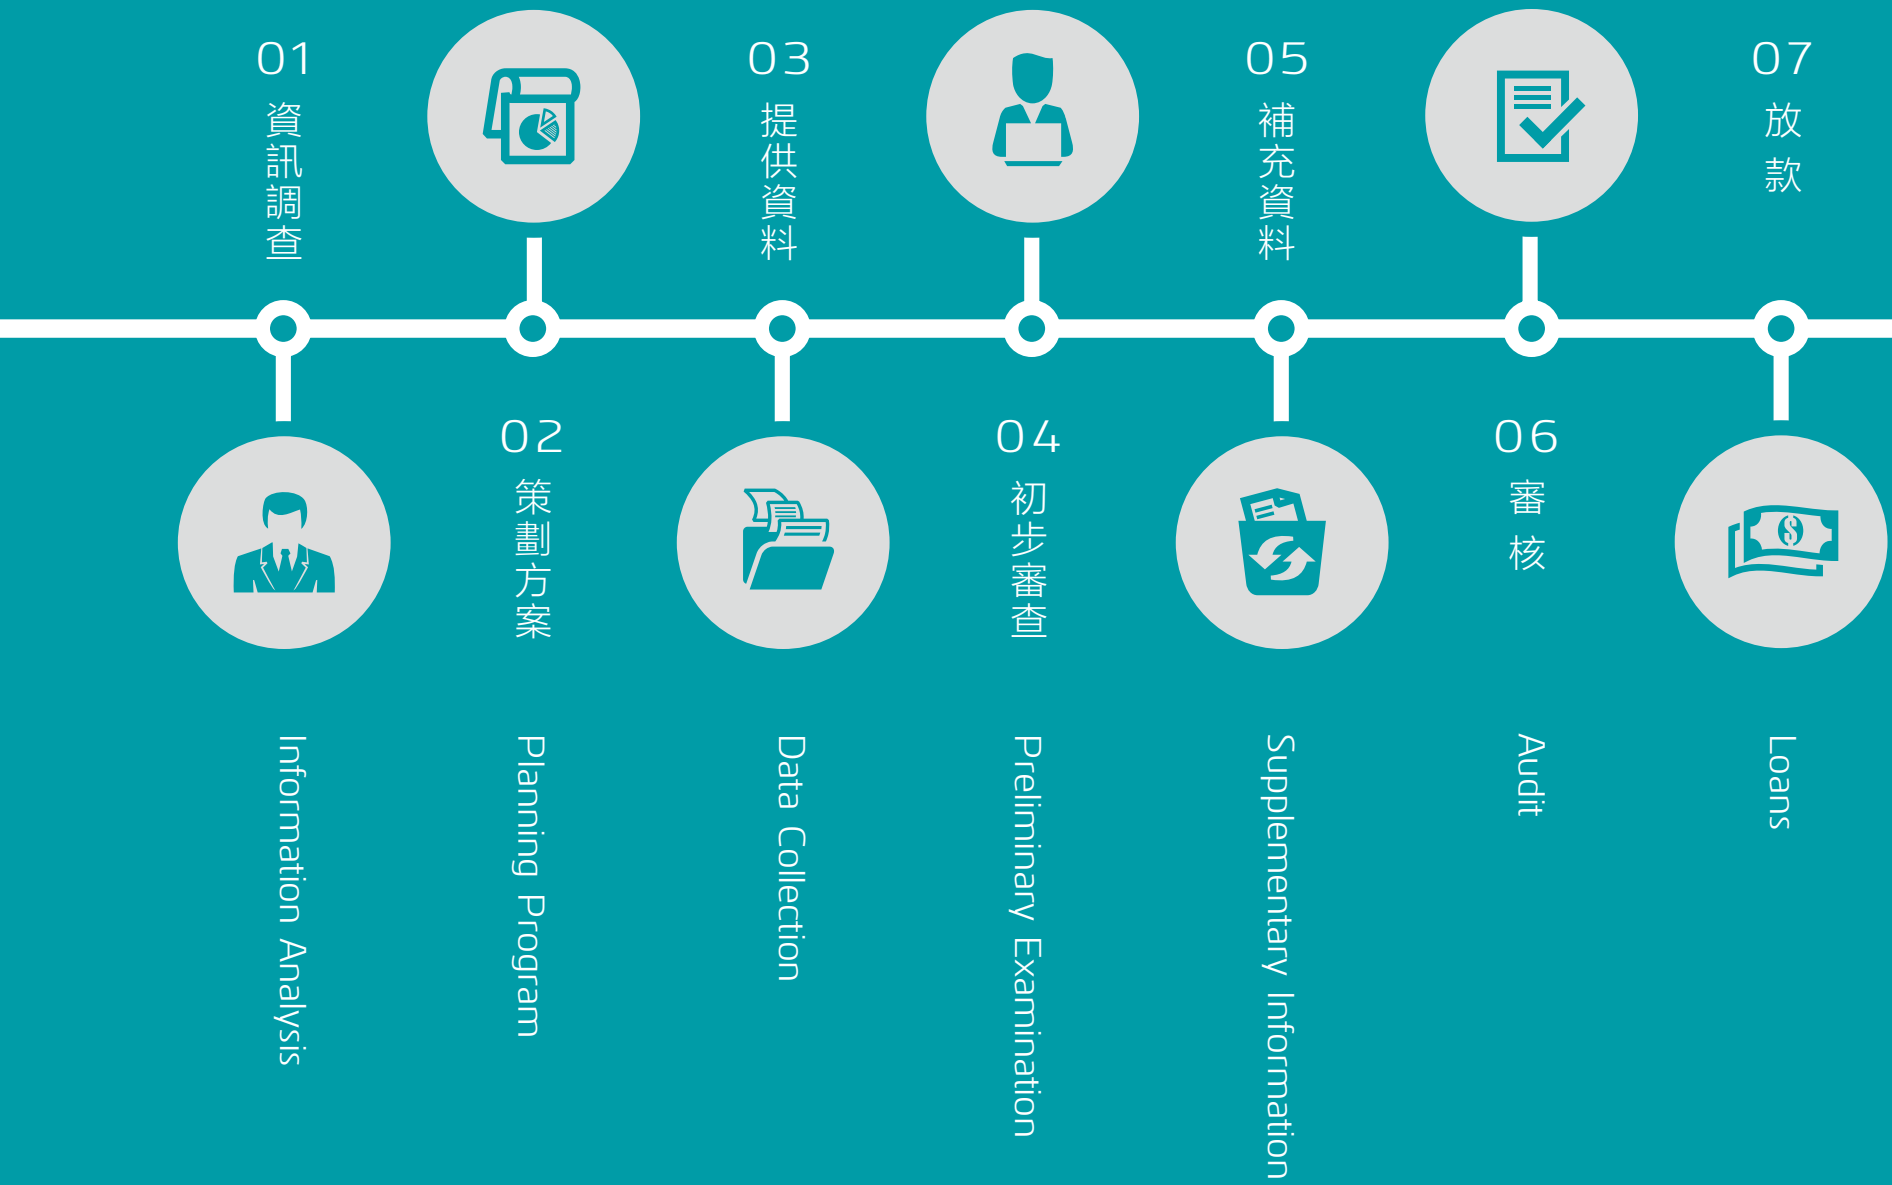 01
資訊調查
02
策劃方案
03
提供資料
04
初步審查
05
補充資料
06
審核
07
放款
Information Analysis
Planning Program
Data Collection
Preliminary Examination
Supplementary Information
Audit
Loans